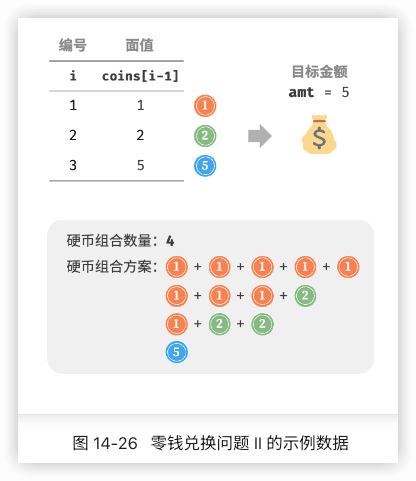 编号 面值
i coins[i-1]
1 1 1
2 2 2
3 5 5
目标金额
amt = 5
$
硬币组合数量：4
硬币组合方案：1 + 1 + 1 + 1 + 1
1 + 1 + 1 + 2
1 + 2 + 2
5
图 14-26 零钱兑换问题 II 的示例数据